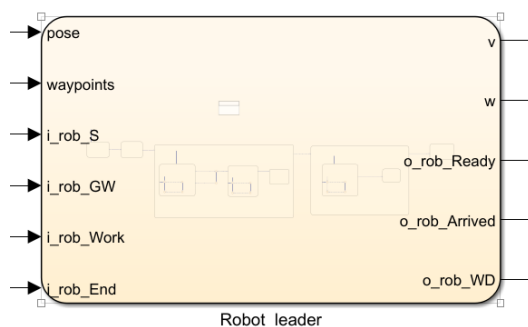 pose
waypoints
i_rob_S
i_rob_GW
i_rob_Work
i_rob_End
v
w
o_rob_Ready
o_rob_Arrived
o_rob_WD
Robot leader